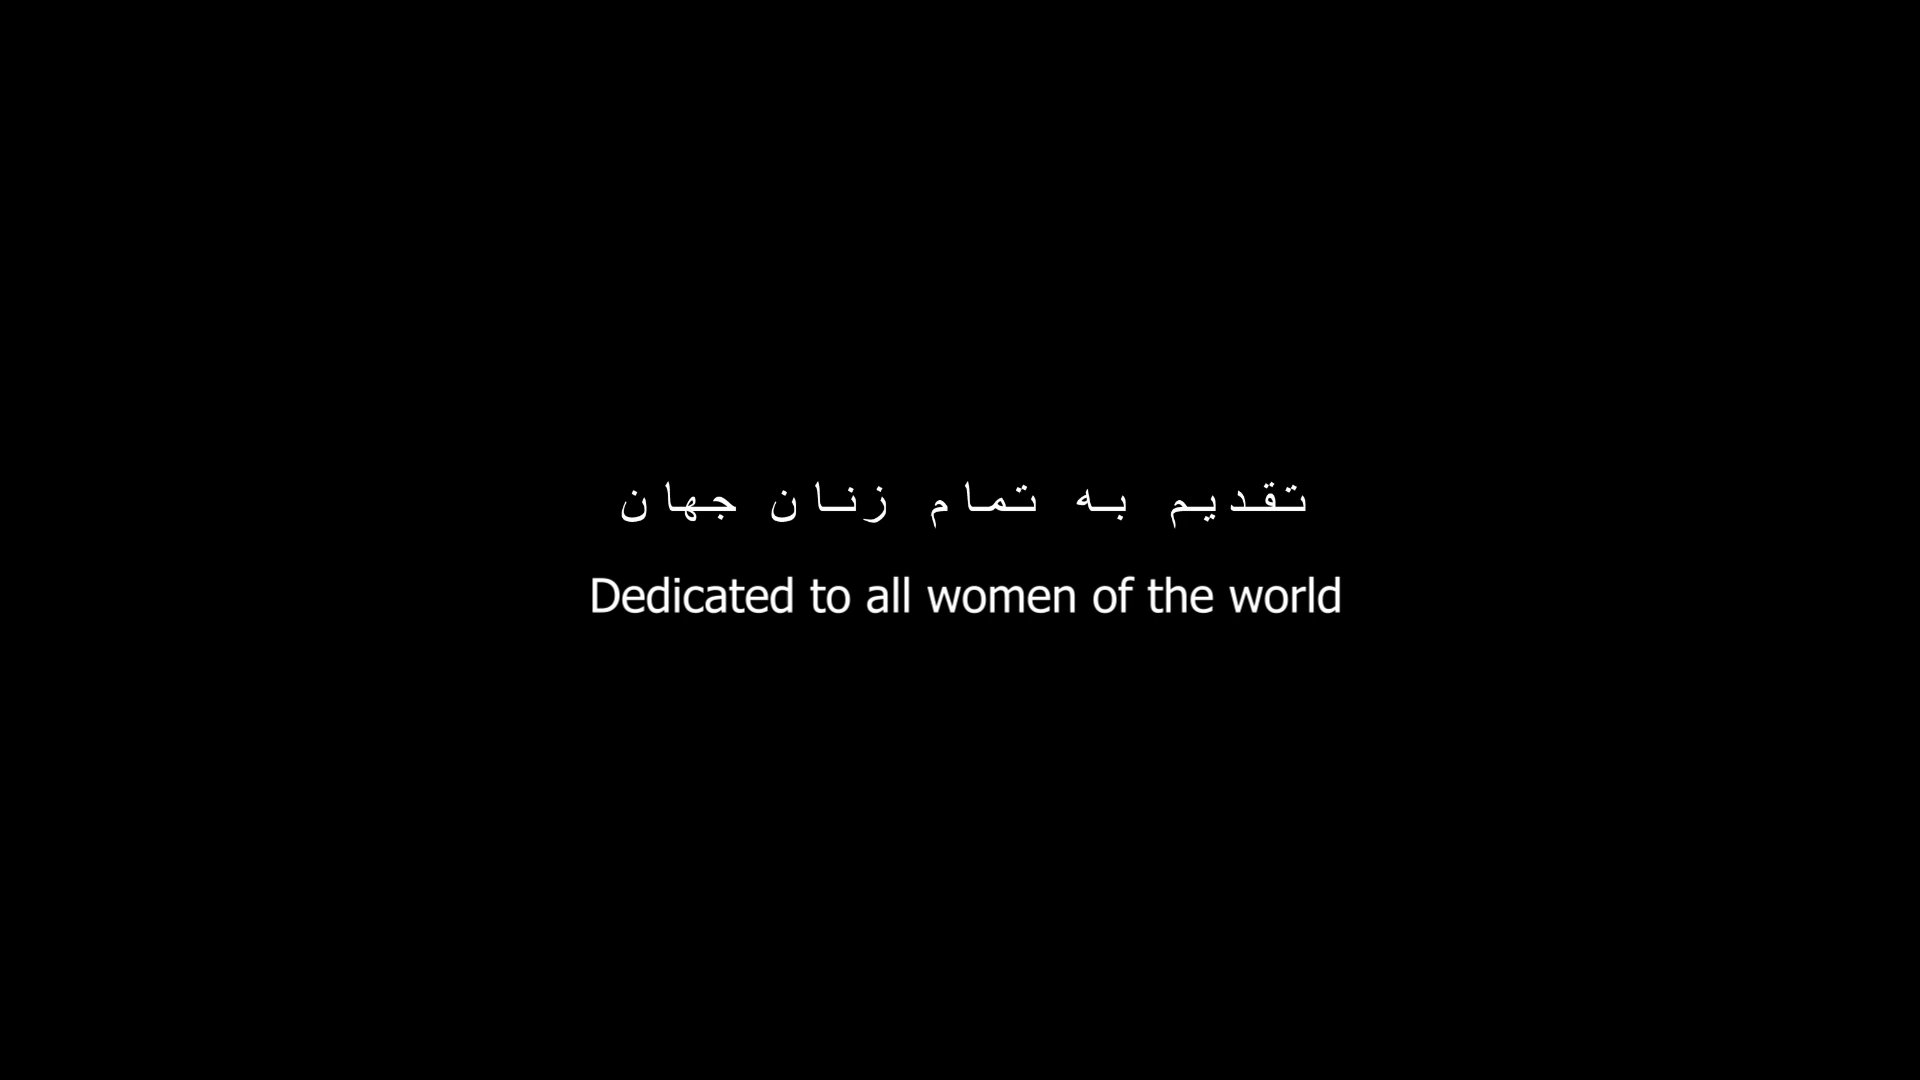 تقدیم به تمام زنان جهان
Dedicated to all women of the world